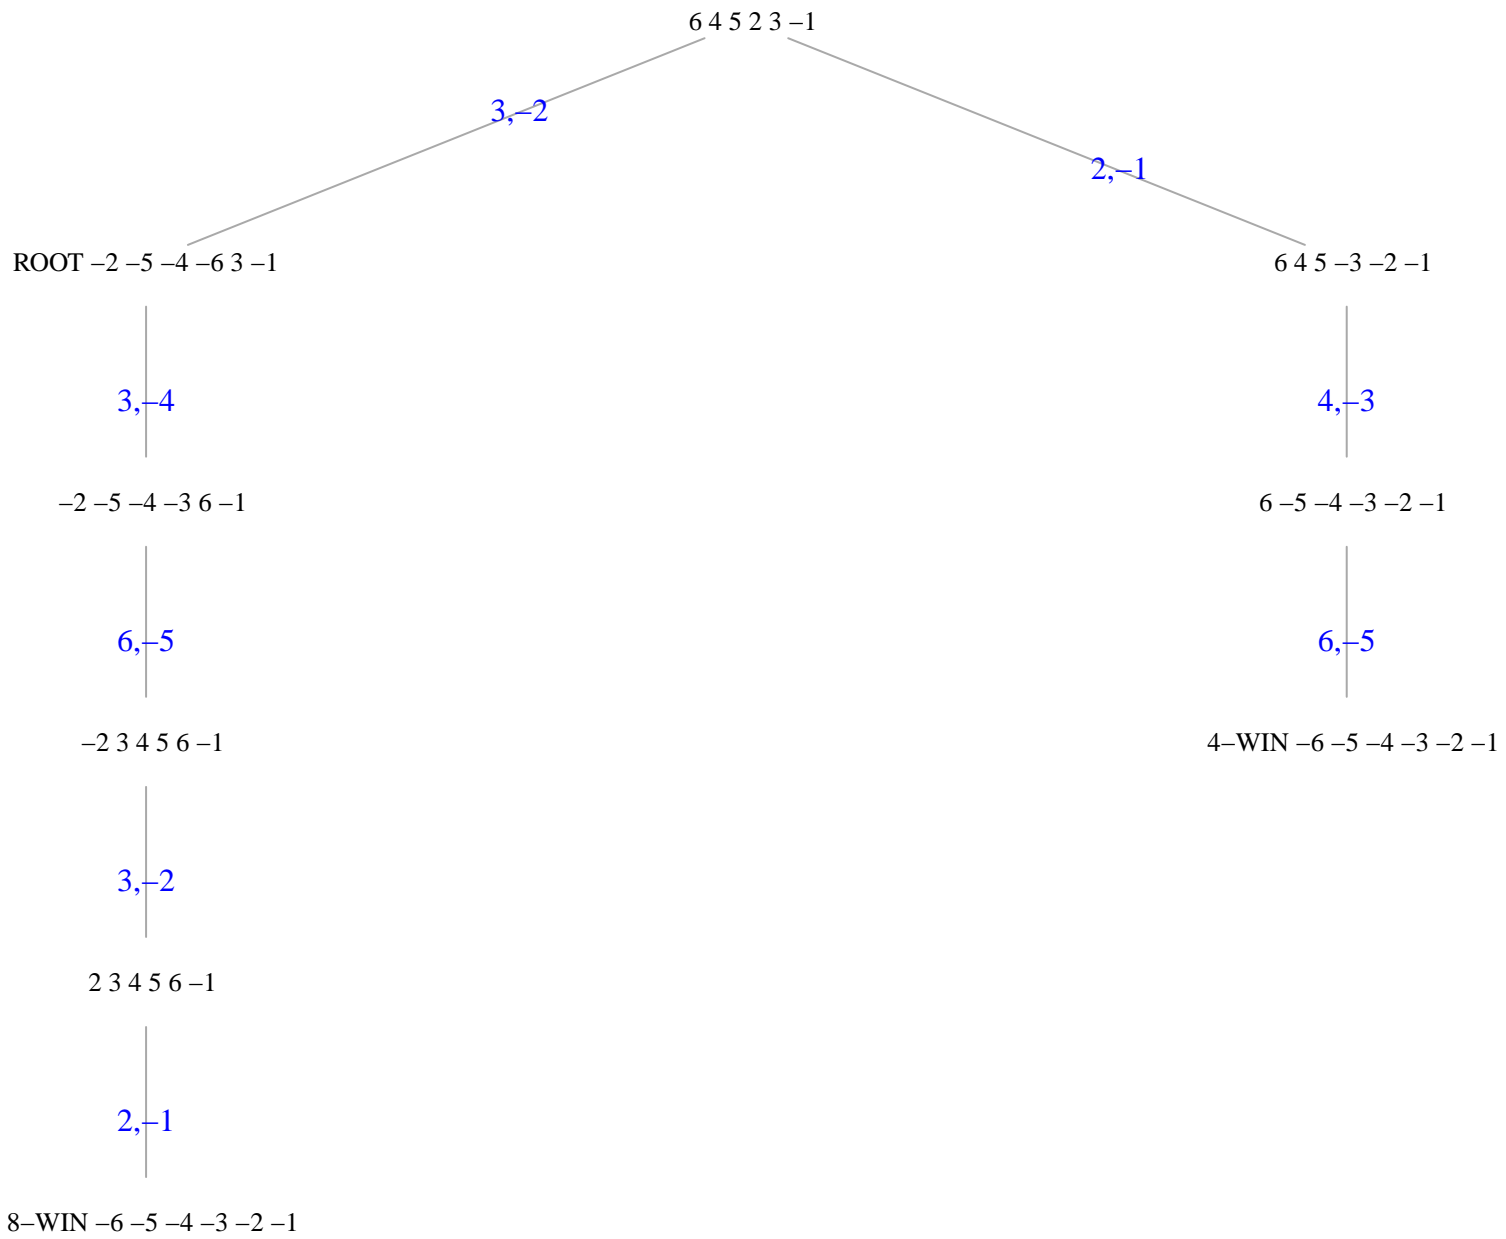 6 4 5 2 3 –1
3,–2
2,–1
ROOT –2 –5 –4 –6 3 –1
6 4 5 –3 –2 –1
3,–4
4,–3
–2 –5 –4 –3 6 –1
6 –5 –4 –3 –2 –1
6,–5
6,–5
–2 3 4 5 6 –1
4–WIN –6 –5 –4 –3 –2 –1
3,–2
2 3 4 5 6 –1
2,–1
8–WIN –6 –5 –4 –3 –2 –1